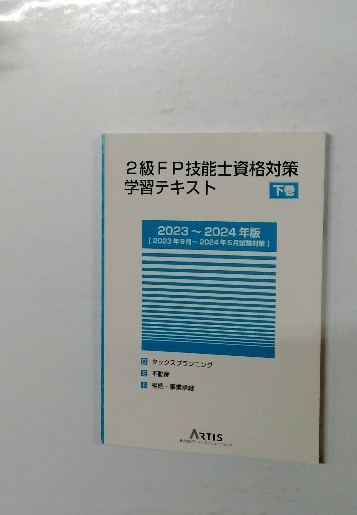 2級FP技能士資格対策
学習テキスト
下巻
2023～2024年版
[2023年9月～2024年5月試験対策]
D タックスプランニング
E 不動産
F 相続・事業承継
ARTIS